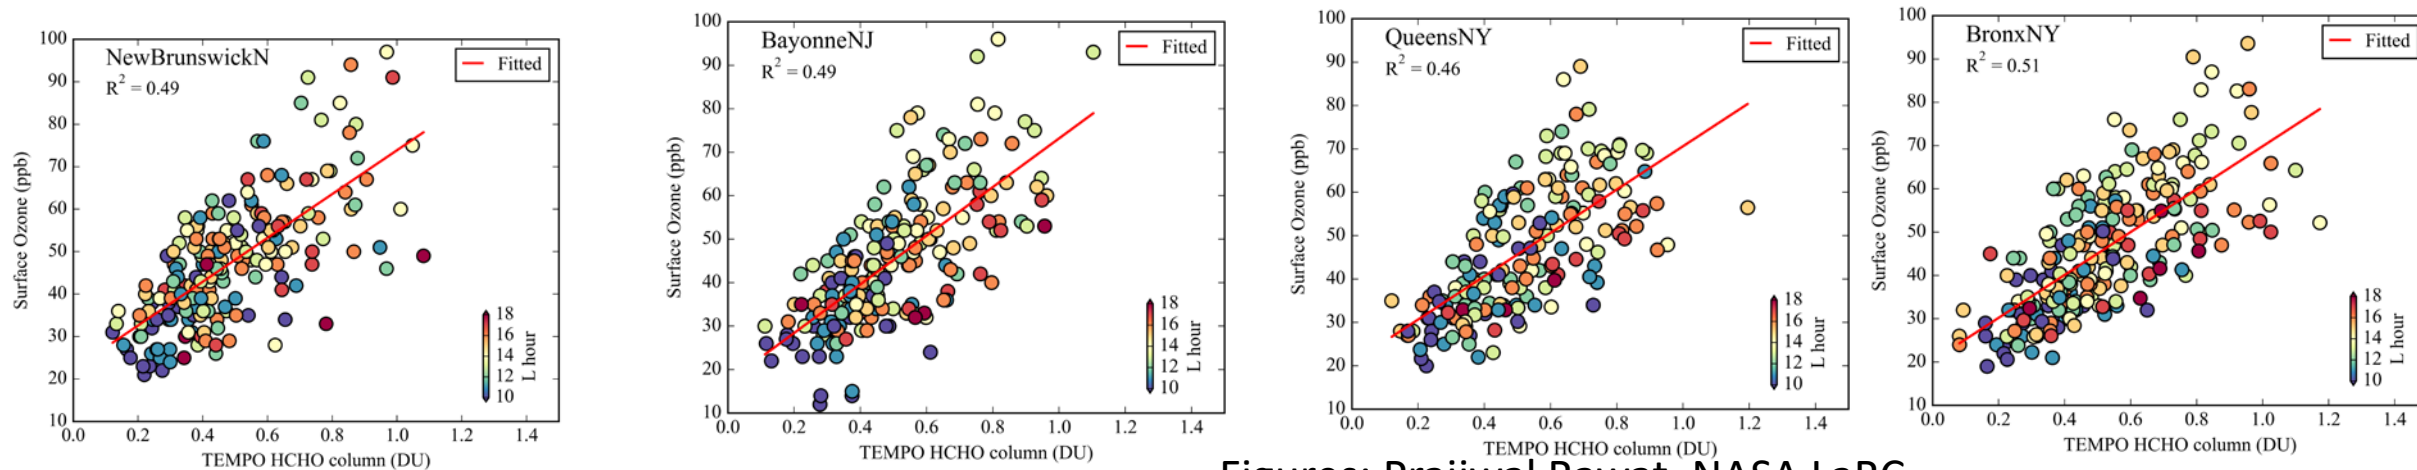 NewBrunswickN
R² = 0.49
Fitted
Surface Ozone (ppb)
100
90
80
70
60
50
40
30
20
10
0.0 0.2 0.4 0.6 0.8 1.0 1.2 1.4
TEMPO HCHO column (DU)
18
16
14
12
10
L hour
BayonneNJ
R² = 0.49
Fitted
Surface Ozone (ppb)
100
90
80
70
60
50
40
30
20
10
0.0 0.2 0.4 0.6 0.8 1.0 1.2 1.4
TEMPO HCHO column (DU)
18
16
14
12
10
L hour
QueensNY
R² = 0.46
Fitted
Surface Ozone (ppb)
100
90
80
70
60
50
40
30
20
10
0.0 0.2 0.4 0.6 0.8 1.0 1.2 1.4
TEMPO HCHO column (DU)
18
16
14
12
10
L hour
BronxNY
R² = 0.51
Fitted
Surface Ozone (ppb)
100
90
80
70
60
50
40
30
20
10
0.0 0.2 0.4 0.6 0.8 1.0 1.2 1.4
TEMPO HCHO column (DU)
18
16
14
12
10
L hour
Figures: Prajjwal Rawat, NASA LaRC